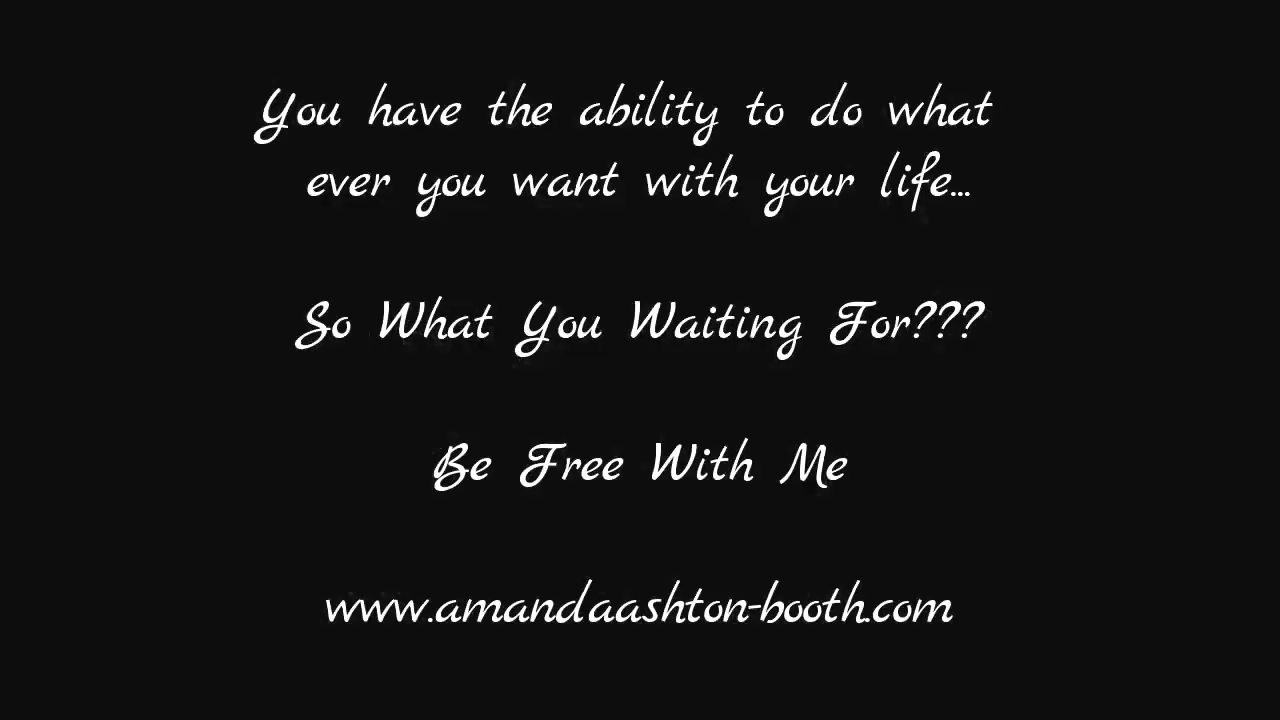 You have the ability to do what
ever you want with your life...
So What You Waiting For???
Be Free With Me
www.amandaashton-booth.com